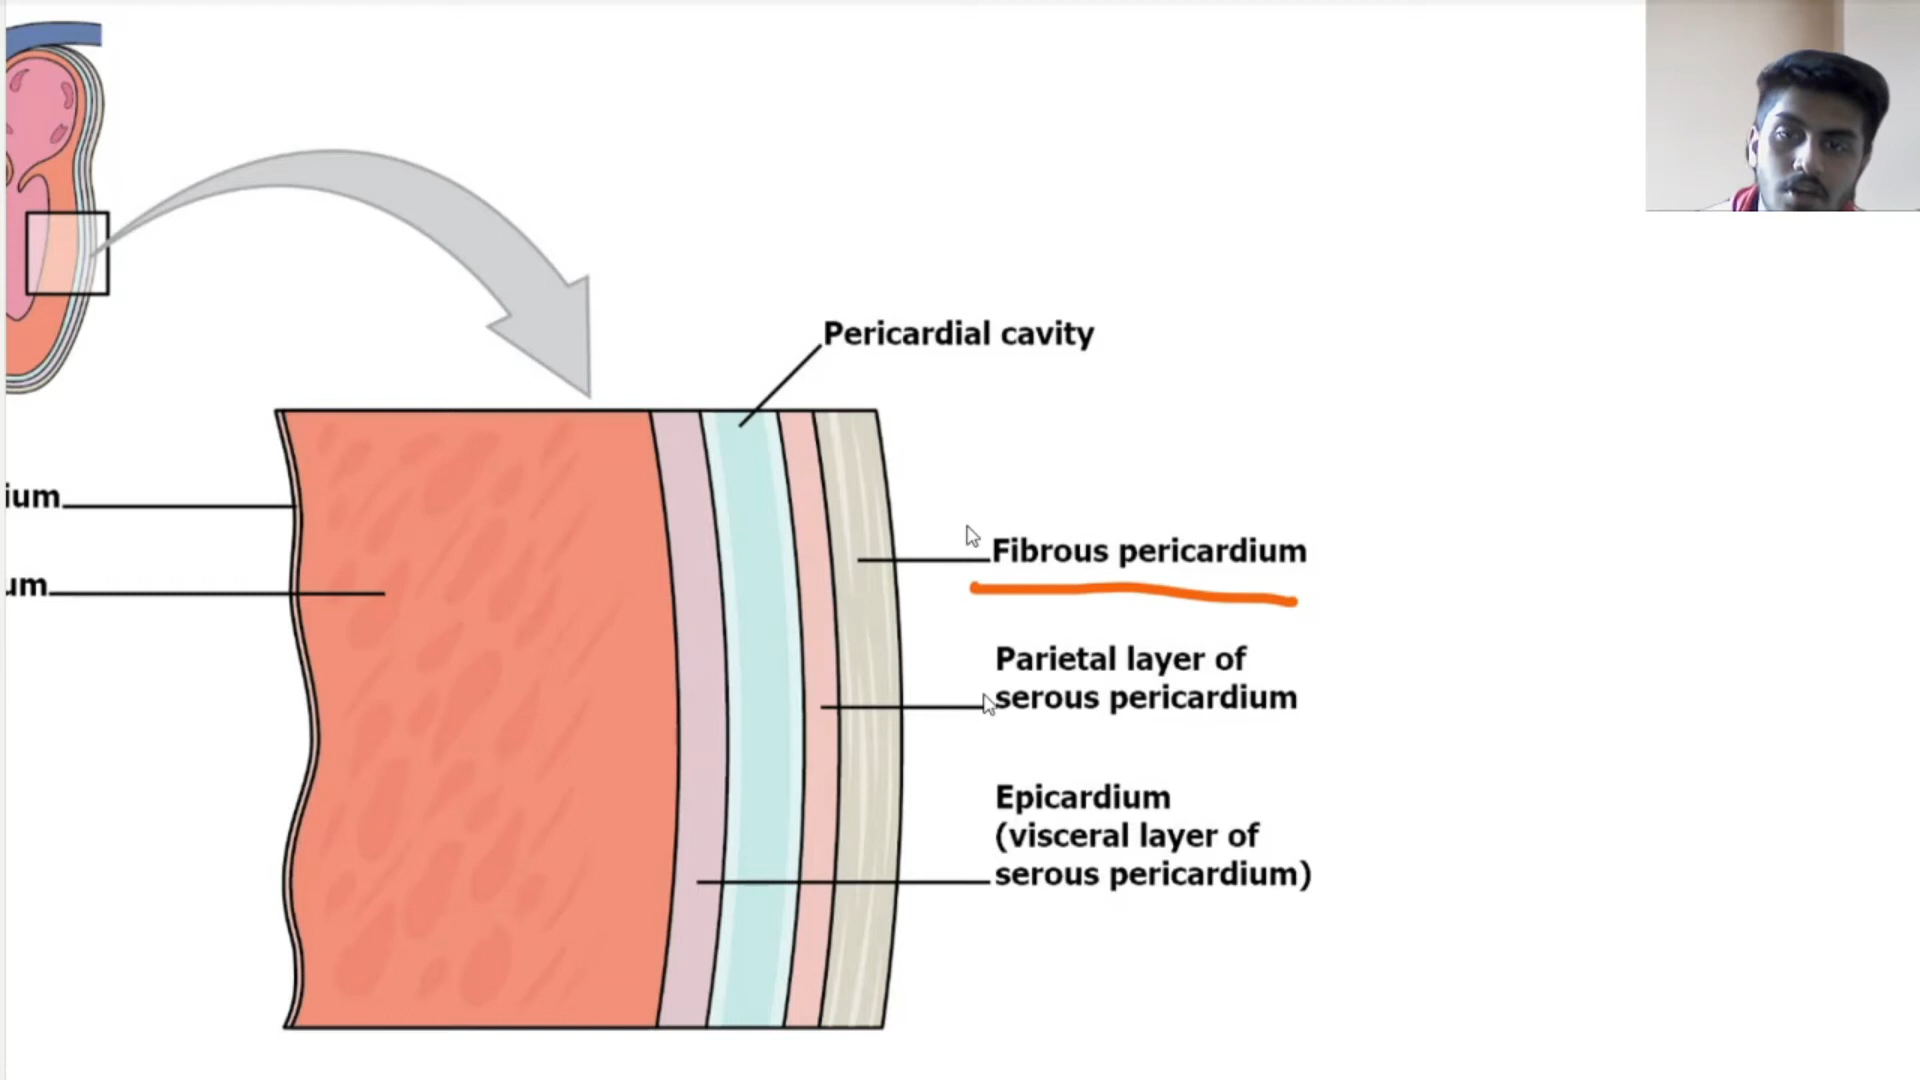 Pericardial cavity
ium
um
Fibrous pericardium
Parietal layer of
serous pericardium
Epicardium
(visceral layer of
serous pericardium)